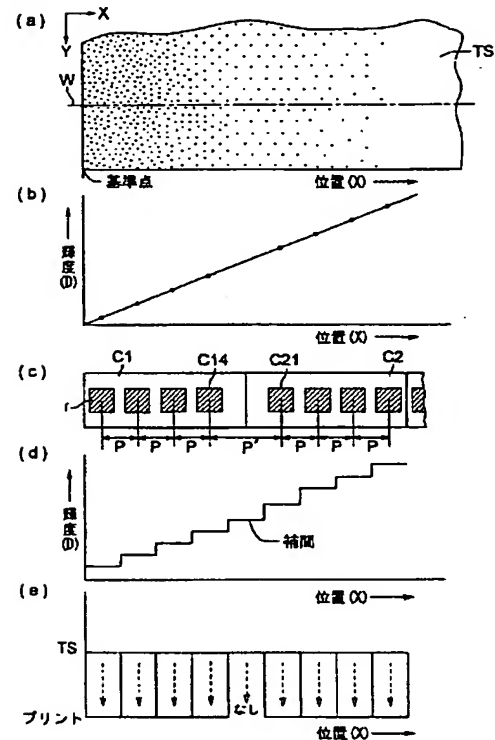 (a)
X
Y
W
TS
基準点
位置(X)
(b)
輝度(D)
位置(X)
(c)
C1
C14
C21
C2
r
P P P P' P P P
(d)
輝度(D)
補間
位置(X)
(e)
TS
なし
プリント
位置(X)